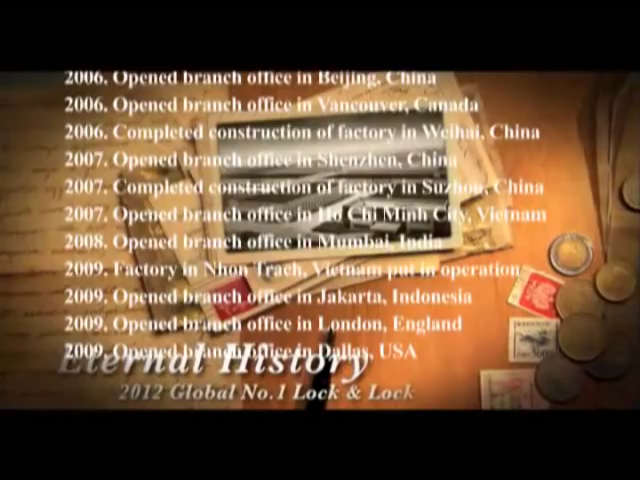 2006. Opened branch office in Beijing, China
2006. Opened branch office in Vancouver, Canada
2006. Completed construction of factory in Weihai, China
2007. Opened branch office in Shenzhen, China
2007. Completed construction of factory in Suzhou, China
2007. Opened branch office in Ho Chi Minh City, Vietnam
2008. Opened branch office in Mumbai, India
2009. Factory in Nhon Trach, Vietnam put in operation
2009. Opened branch office in Jakarta, Indonesia
2009. Opened branch office in London, England
2009. Opened branch office in Dallas, USA
Eternal History
2012 Global No.1 Lock & Lock